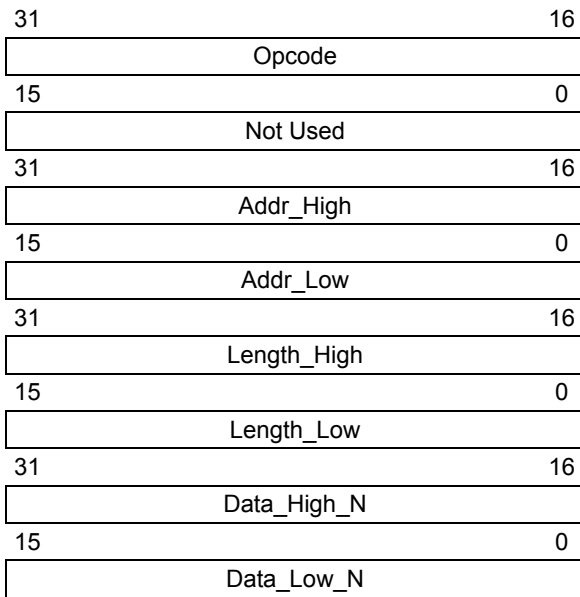 31 16
Opcode
15 0
Not Used
31 16
Addr_High
15 0
Addr_Low
31 16
Length_High
15 0
Length_Low
31 16
Data_High_N
15 0
Data_Low_N